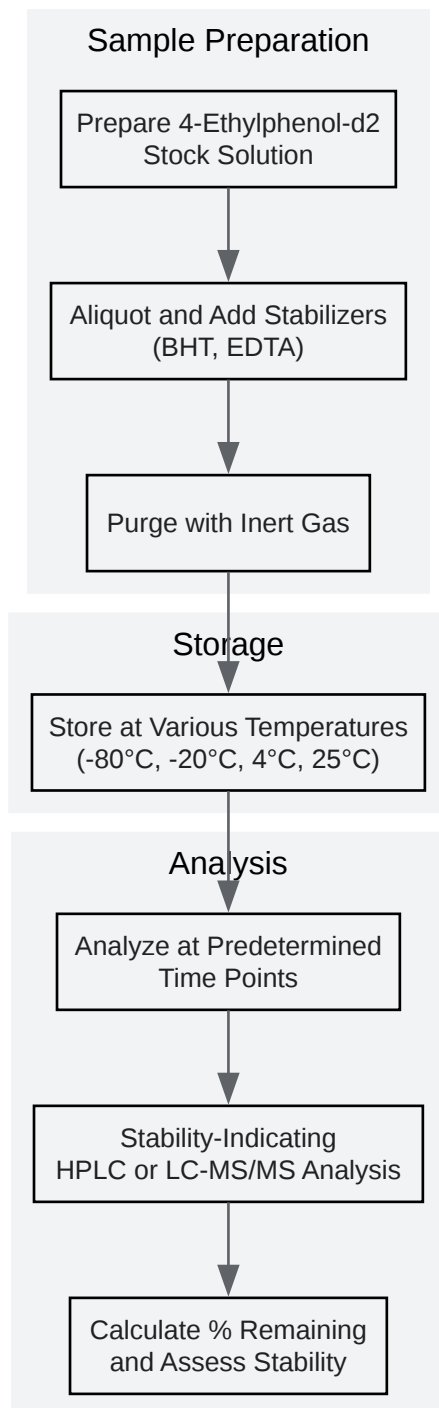 Sample Preparation
Prepare 4-Ethylphenol-d2
Stock Solution
Aliquot and Add Stabilizers
(BHT, EDTA)
Purge with Inert Gas
Storage
Store at Various Temperatures
(-80°C, -20°C, 4°C, 25°C)
Analysis
Analyze at Predetermined
Time Points
Stability-Indicating
HPLC or LC-MS/MS Analysis
Calculate % Remaining
and Assess Stability